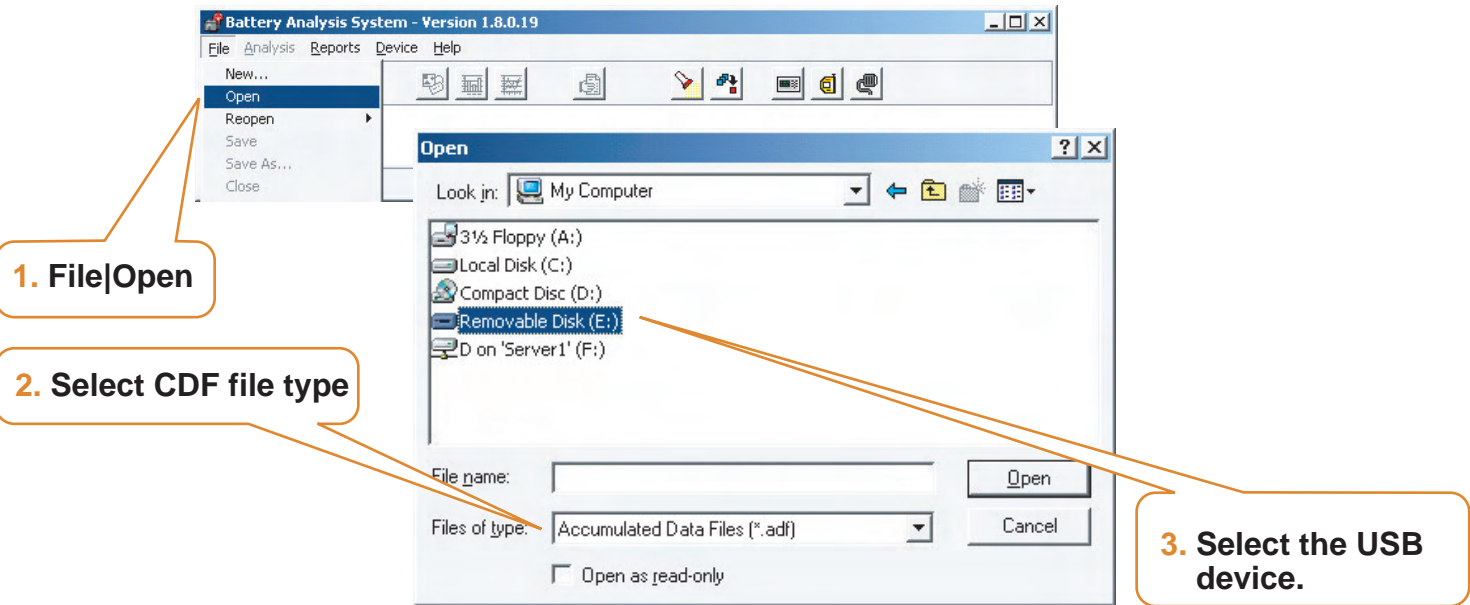 Battery Analysis System - Version 1.8.0.19
File Analysis Reports Device Help
New...
Open
Reopen
Save
Save As...
Close
1. File|Open
Open
Look in: My Computer
3½ Floppy (A:)
Local Disk (C:)
Compact Disc (D:)
Removable Disk (E:)
D on 'Server1' (F:)
2. Select CDF file type
File name:
Open
Files of type: Accumulated Data Files (*.adf)
Cancel
Open as read-only
3. Select the USB
device.